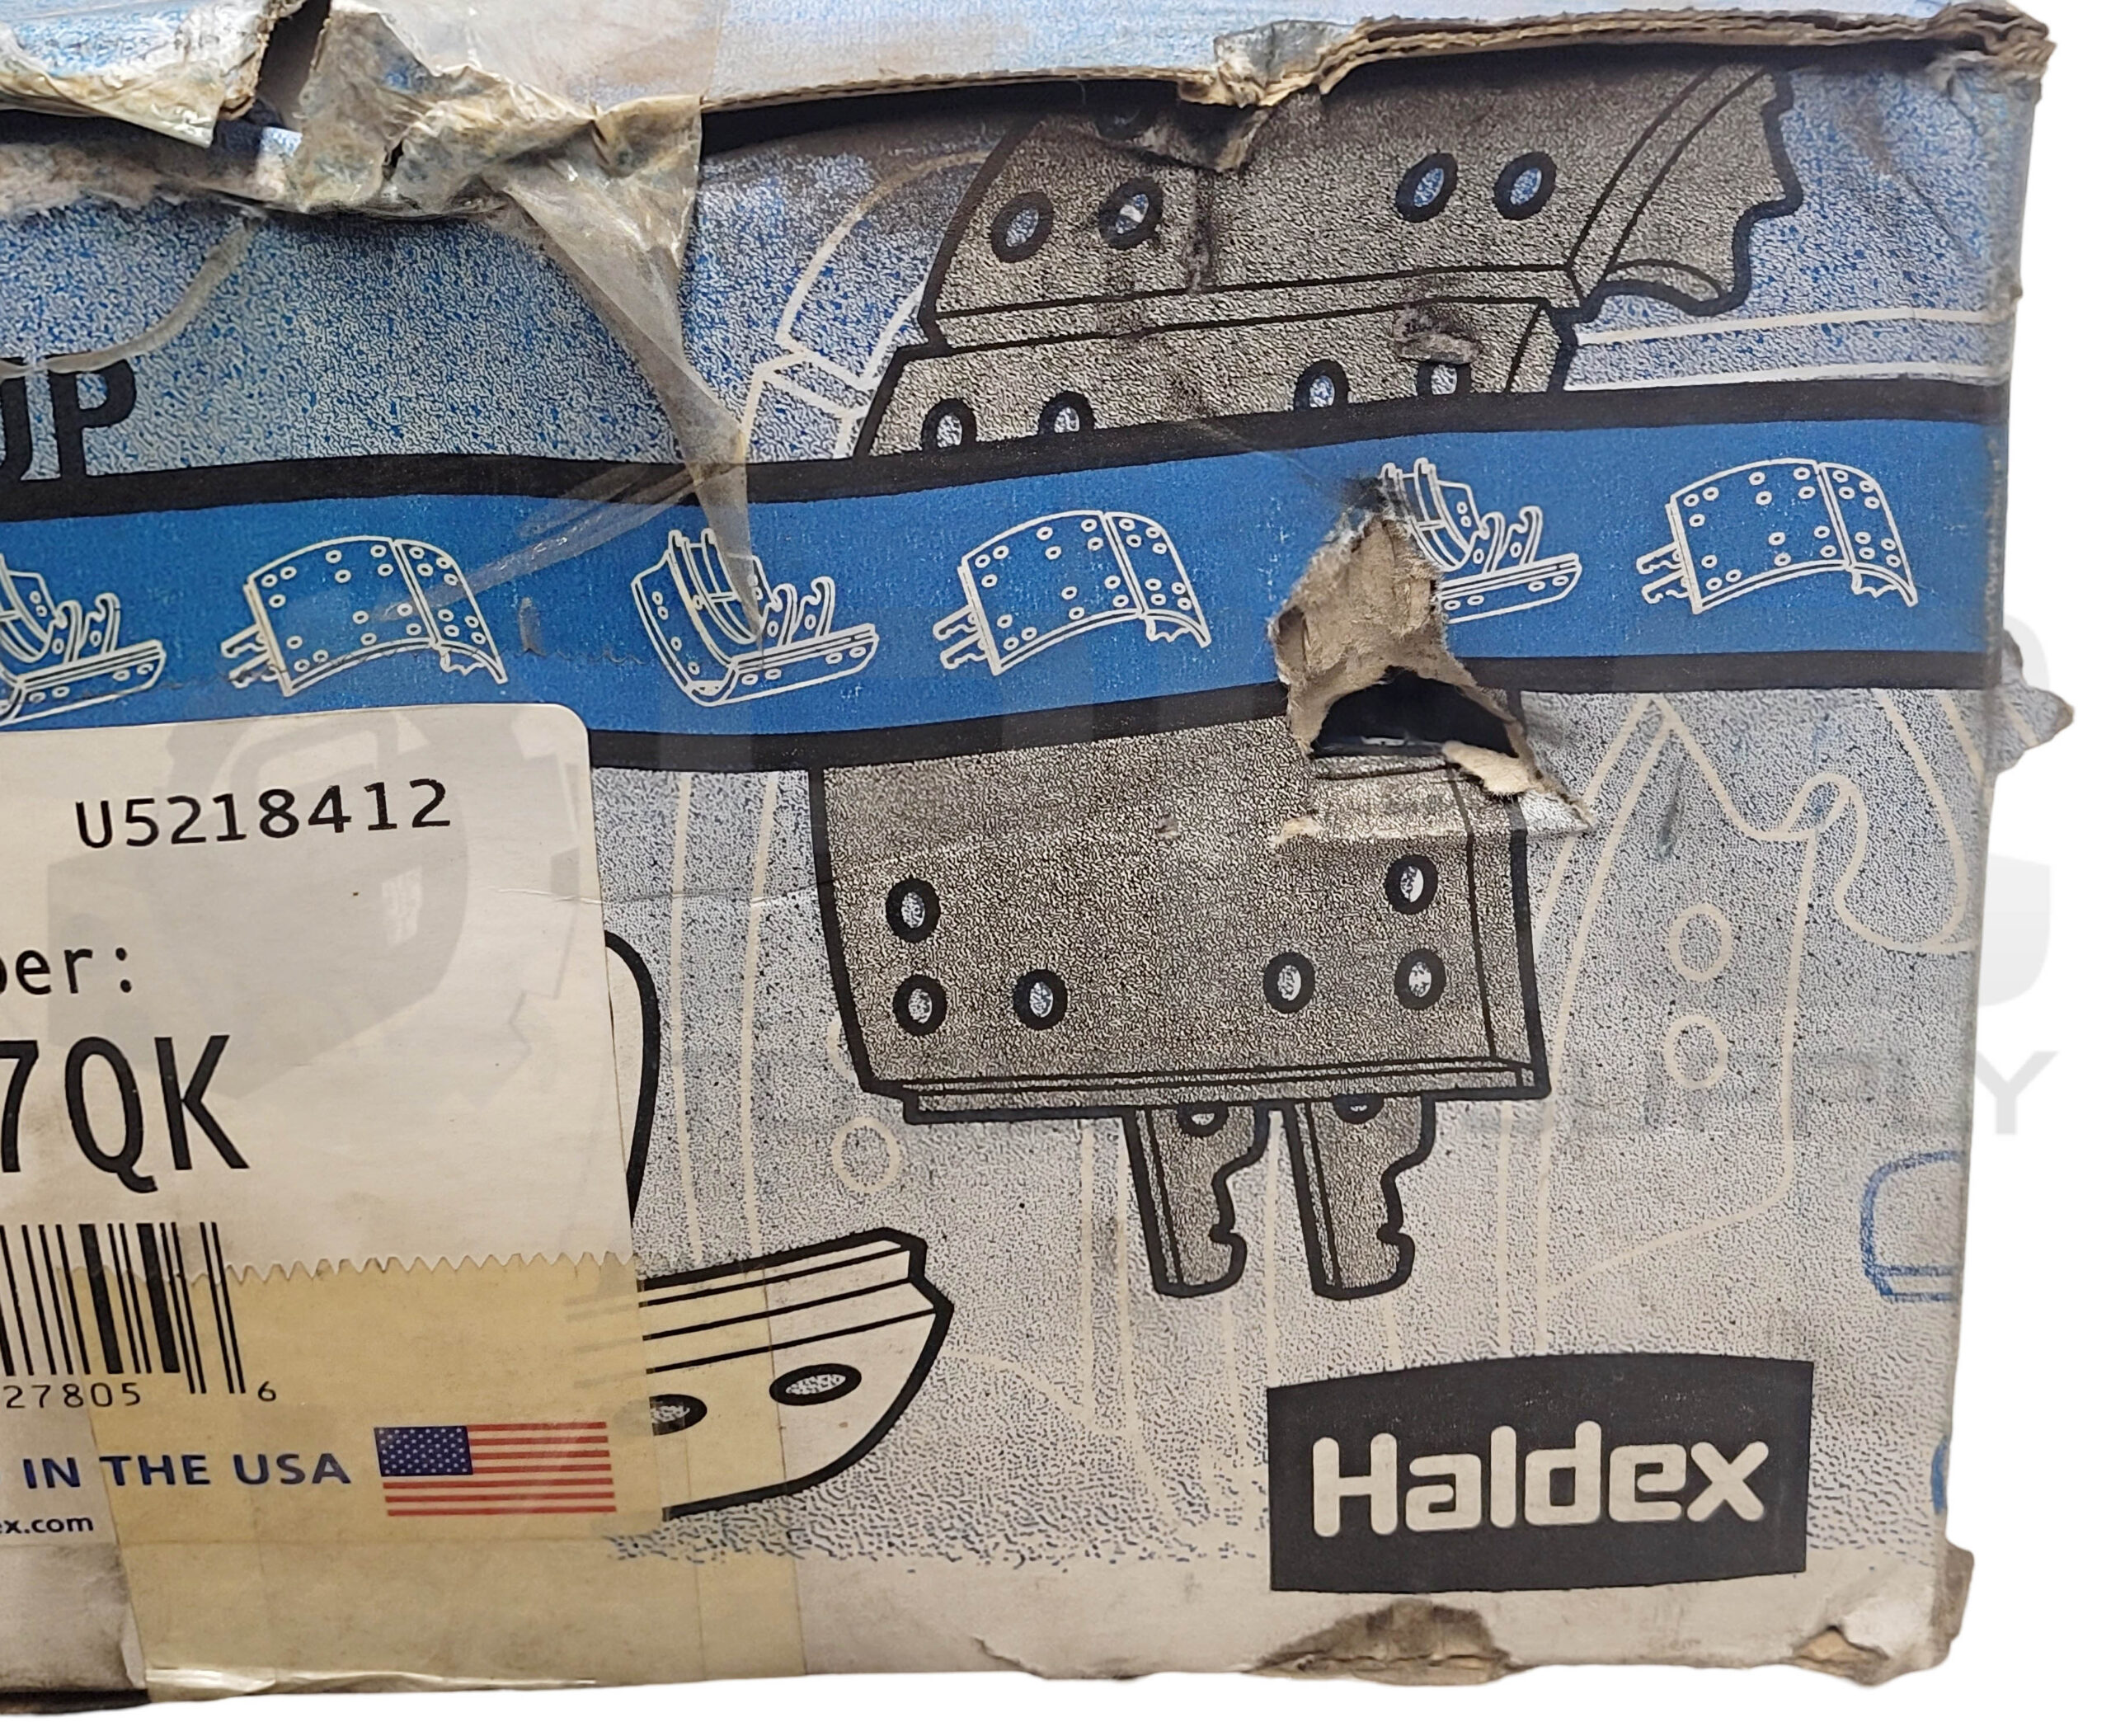 UP
U5218412
ber:
7QK
27805 6
IN THE USA
ex.com
Haldex